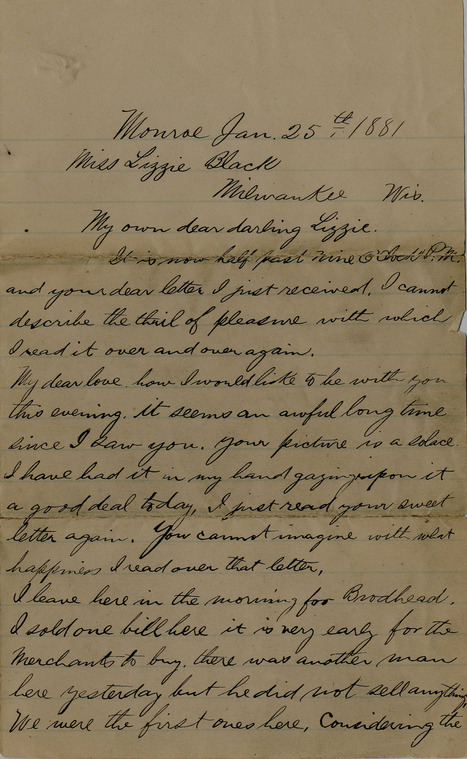 Monroe Jan. 25th 1881
Miss Lizzie Black
Milwaukee Wis.
My own dear darling Lizzie.
It is now half past nine O'Clock P.M.
and your dear letter I just received. I cannot
describe the thril of pleasure with which
I read it over and over again.
My dear love how I would liske to be with you
this evening. it seems an awful long time
since I saw you. your picture is a solace.
I have had it in my hand gazing upon it
a good deal today, I just read your sweet
letter again. You cannot imagine with what
happiness I read over that letter.
I leave here in the morning for Brodhead.
I sold one bill here it is very early for the
Merchants to buy. there was another man
here yesterday but he did not sell anything
We were the first ones here, Considering the